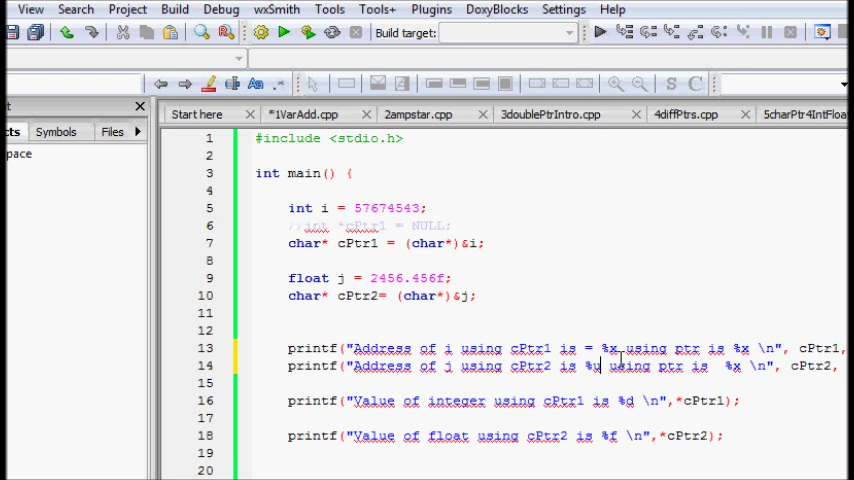 View Search Project Build Debug wxSmith Tools Tools+ Plugins DoxyBlocks Settings Help
Build target:
Start here *1VarAdd.cpp 2ampstar.cpp 3doublePtrIntro.cpp 4diffPtrs.cpp 5charPtr4IntFloa
t
cts Symbols Files
pace
1 #include <stdio.h>
2
3 int main() {
4
5 int i = 57674543;
6 //int *cPtr1 = NULL;
7 char* cPtr1 = (char*)&i;
8
9 float j = 2456.456f;
10 char* cPtr2= (char*)&j;
11
12
13 printf("Address of i using cPtr1 is = %x using ptr is %x \n", cPtr1,
14 printf("Address of j using cPtr2 is %u using ptr is  %x \n", cPtr2,
15
16 printf("Value of integer using cPtr1 is %d \n",*cPtr1);
17
18 printf("Value of float using cPtr2 is %f \n",*cPtr2);
19
20